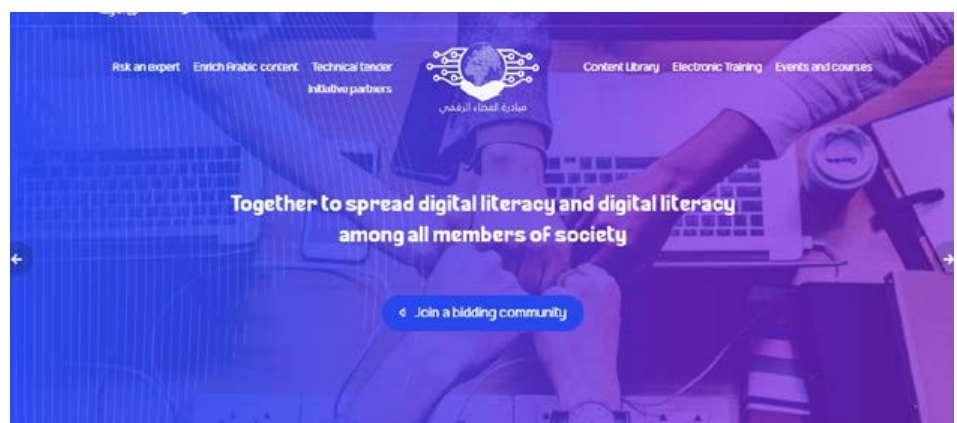 Ask an expert Enrich Arabic content Technical tender
Initiative partners
مبادرة العطاء الرقمي
Content Library Electronic Training Events and courses
Together to spread digital literacy and digital literacy
among all members of society
Join a bidding community